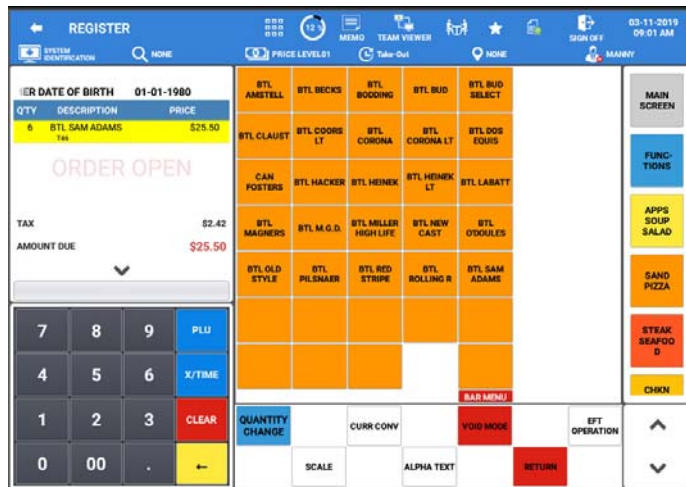 REGISTER
12
MEMO
TEAM VIEWER
SIGN OFF
03-11-2019
09:01 AM
SYSTEM
IDENTIFICATION
NONE
PRICE LEVEL01
Take-Out
NONE
MANNY
ER DATE OF BIRTH 01-01-1980
Q'TY DESCRIPTION PRICE
6 BTL SAM ADAMS $25.50
ORDER OPEN
TAX $2.42
AMOUNT DUE $25.50
7 8 9 PLU
4 5 6 X/TIME
1 2 3 CLEAR
0 00 . ←
BTL
AMSTELL
BTL BECKS
BTL
BODDING
BTL BUD
BTL BUD
SELECT
BTL CLAUST
BTL COORS
LT
BTL
CORONA
BTL
CORONA LT
BTL DOS
EQUIS
CAN
FOSTERS
BTL HACKER
BTL HEINEK
BTL HEINEK
LT
BTL LABATT
BTL
MAGNERS
BTL M.G.D.
BTL MILLER
HIGH LIFE
BTL NEW
CAST
BTL
O'DOULES
BTL OLD
STYLE
BTL
PILSNAER
BTL RED
STRIPE
BTL
ROLLING R
BTL SAM
ADAMS
BAR MENU
QUANTITY
CHANGE
CURR CONV
VOID MODE
EFT
OPERATION
SCALE
ALPHA TEXT
RETURN
MAIN
SCREEN
FUNC-
TIONS
APPS
SOUP
SALAD
SAND
PIZZA
STEAK
SEAFOO
D
CHKN